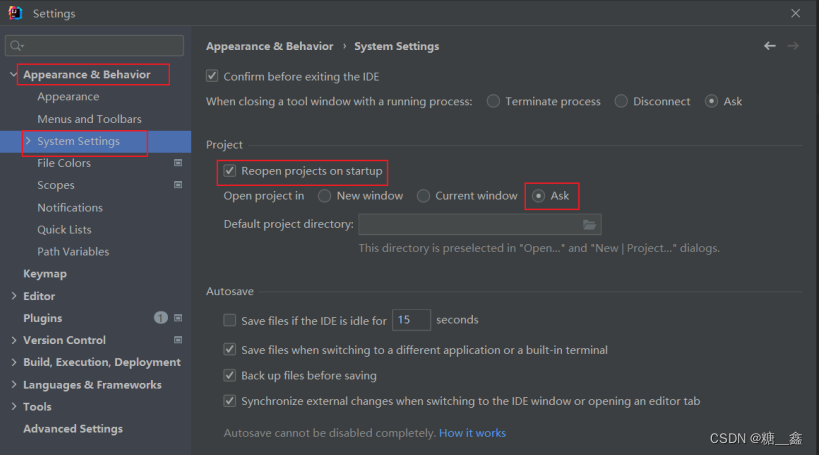 Settings
Appearance & Behavior
Appearance
Menus and Toolbars
System Settings
File Colors
Scopes
Notifications
Quick Lists
Path Variables
Keymap
Editor
Plugins 1
Version Control
Build, Execution, Deployment
Languages & Frameworks
Tools
Advanced Settings
Appearance & Behavior › System Settings
Confirm before exiting the IDE
When closing a tool window with a running process: Terminate process Disconnect Ask
Project
Reopen projects on startup
Open project in New window Current window Ask
Default project directory:
This directory is preselected in "Open..." and "New | Project..." dialogs.
Autosave
Save files if the IDE is idle for 15 seconds
Save files when switching to a different application or a built-in terminal
Back up files before saving
Synchronize external changes when switching to the IDE window or opening an editor tab
Autosave cannot be disabled completely. How it works
CSDN @糖__鑫